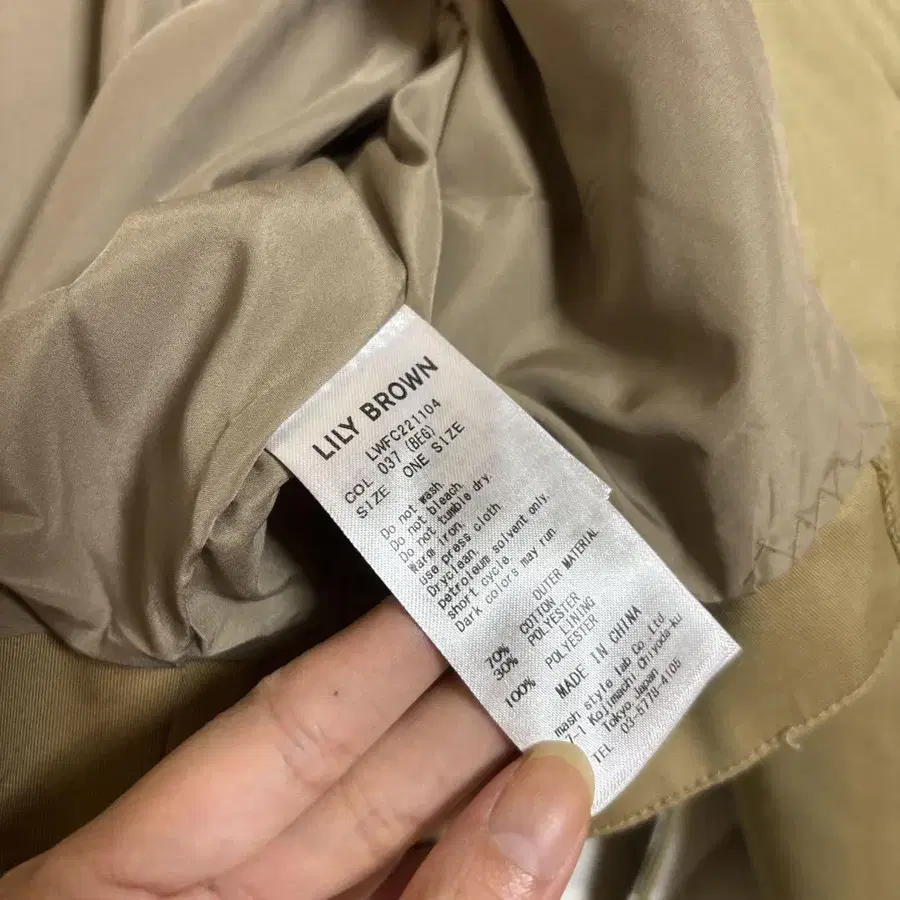 LILY BROWN
LWFC221104
COL 037 (BEG)
SIZE ONE SIZE
Do not wash.
Do not bleach.
Do not tumble dry.
Warm iron.
use press cloth.
Dryclean.
petroleum solvent only.
short cycle
Dark colors may run.
OUTER MATERIAL
70% COTTON
30% POLYESTER
LINING
100% POLYESTER
MADE IN CHINA
mash style lab Co. Ltd
Kojimachi Chiyoda-ku
Tokyo Japan
TEL 03-5778-4105